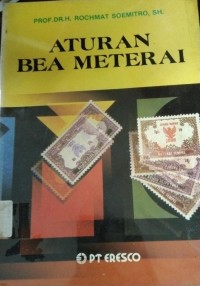 PROF.DR.H. ROCHMAT SOEMITRO, SH.
ATURAN
BEA METERAI
PT ERESCO